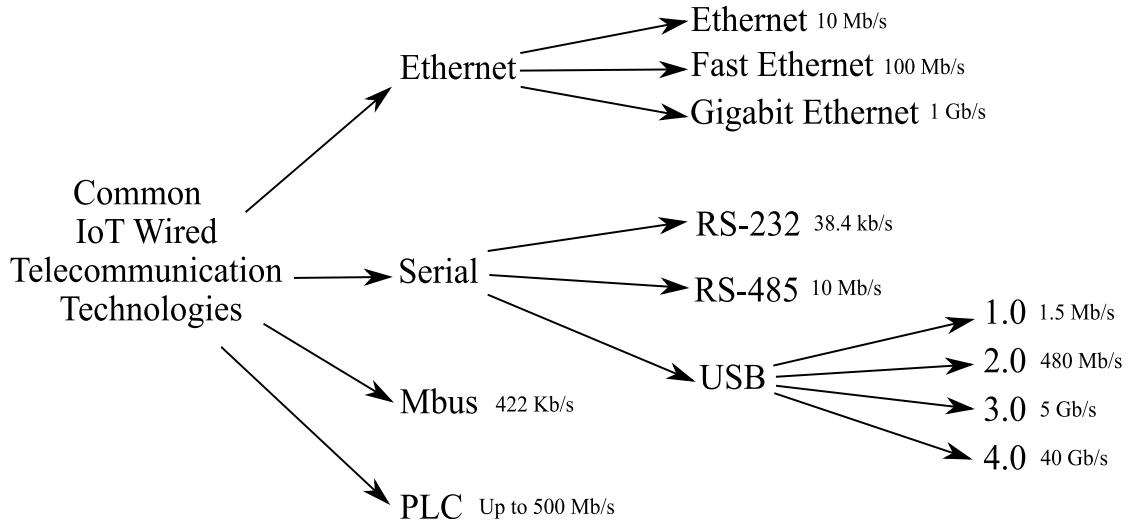 Common
IoT Wired
Telecommunication
Technologies
Ethernet
Ethernet 10 Mb/s
Fast Ethernet 100 Mb/s
Gigabit Ethernet 1 Gb/s
Serial
RS-232 38.4 kb/s
RS-485 10 Mb/s
USB
1.0 1.5 Mb/s
2.0 480 Mb/s
3.0 5 Gb/s
4.0 40 Gb/s
Mbus 422 Kb/s
PLC Up to 500 Mb/s